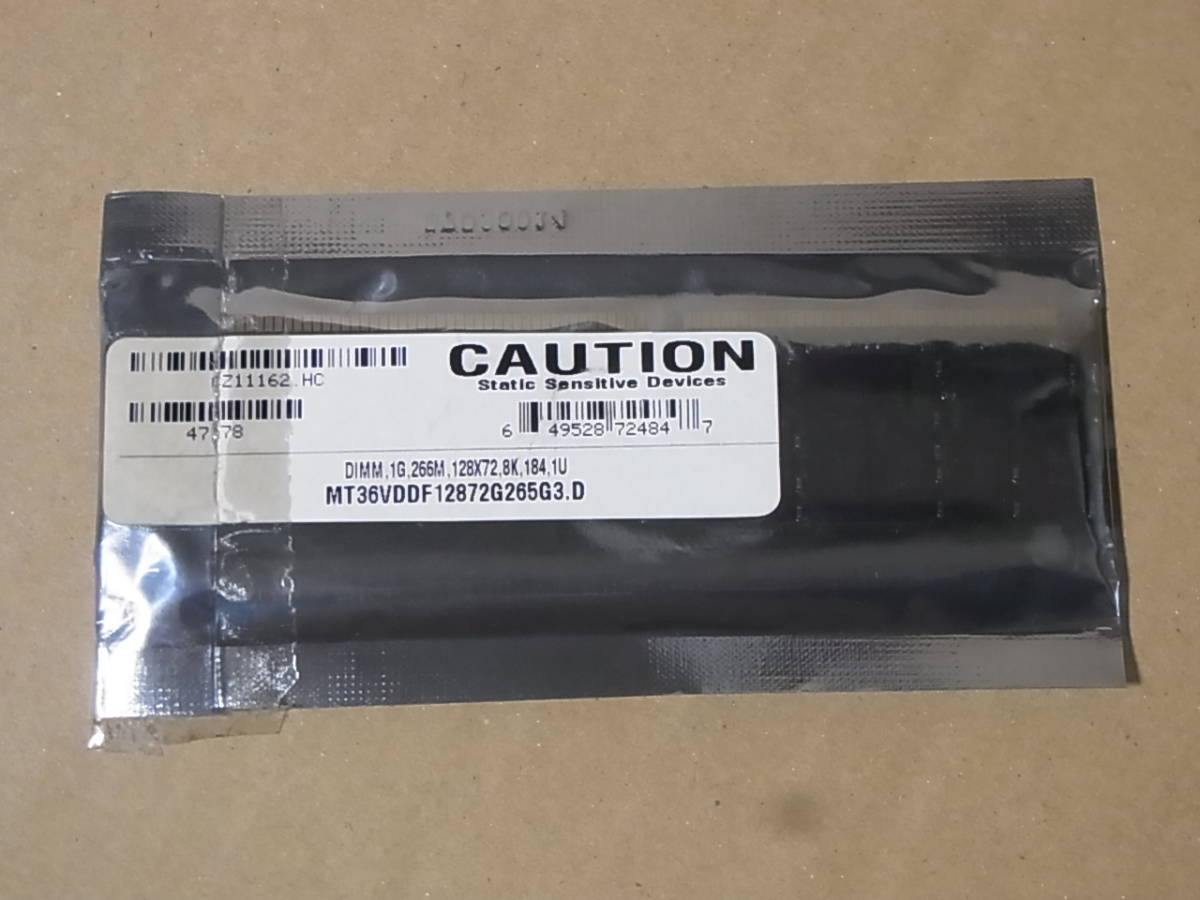 CAUTION
Static Sensitive Devices
CZ11162.HC
6 49528 72484 7
DIMM,1G,266M,128X72,8K,184,1U
MT36VDDF12872G265G3.D